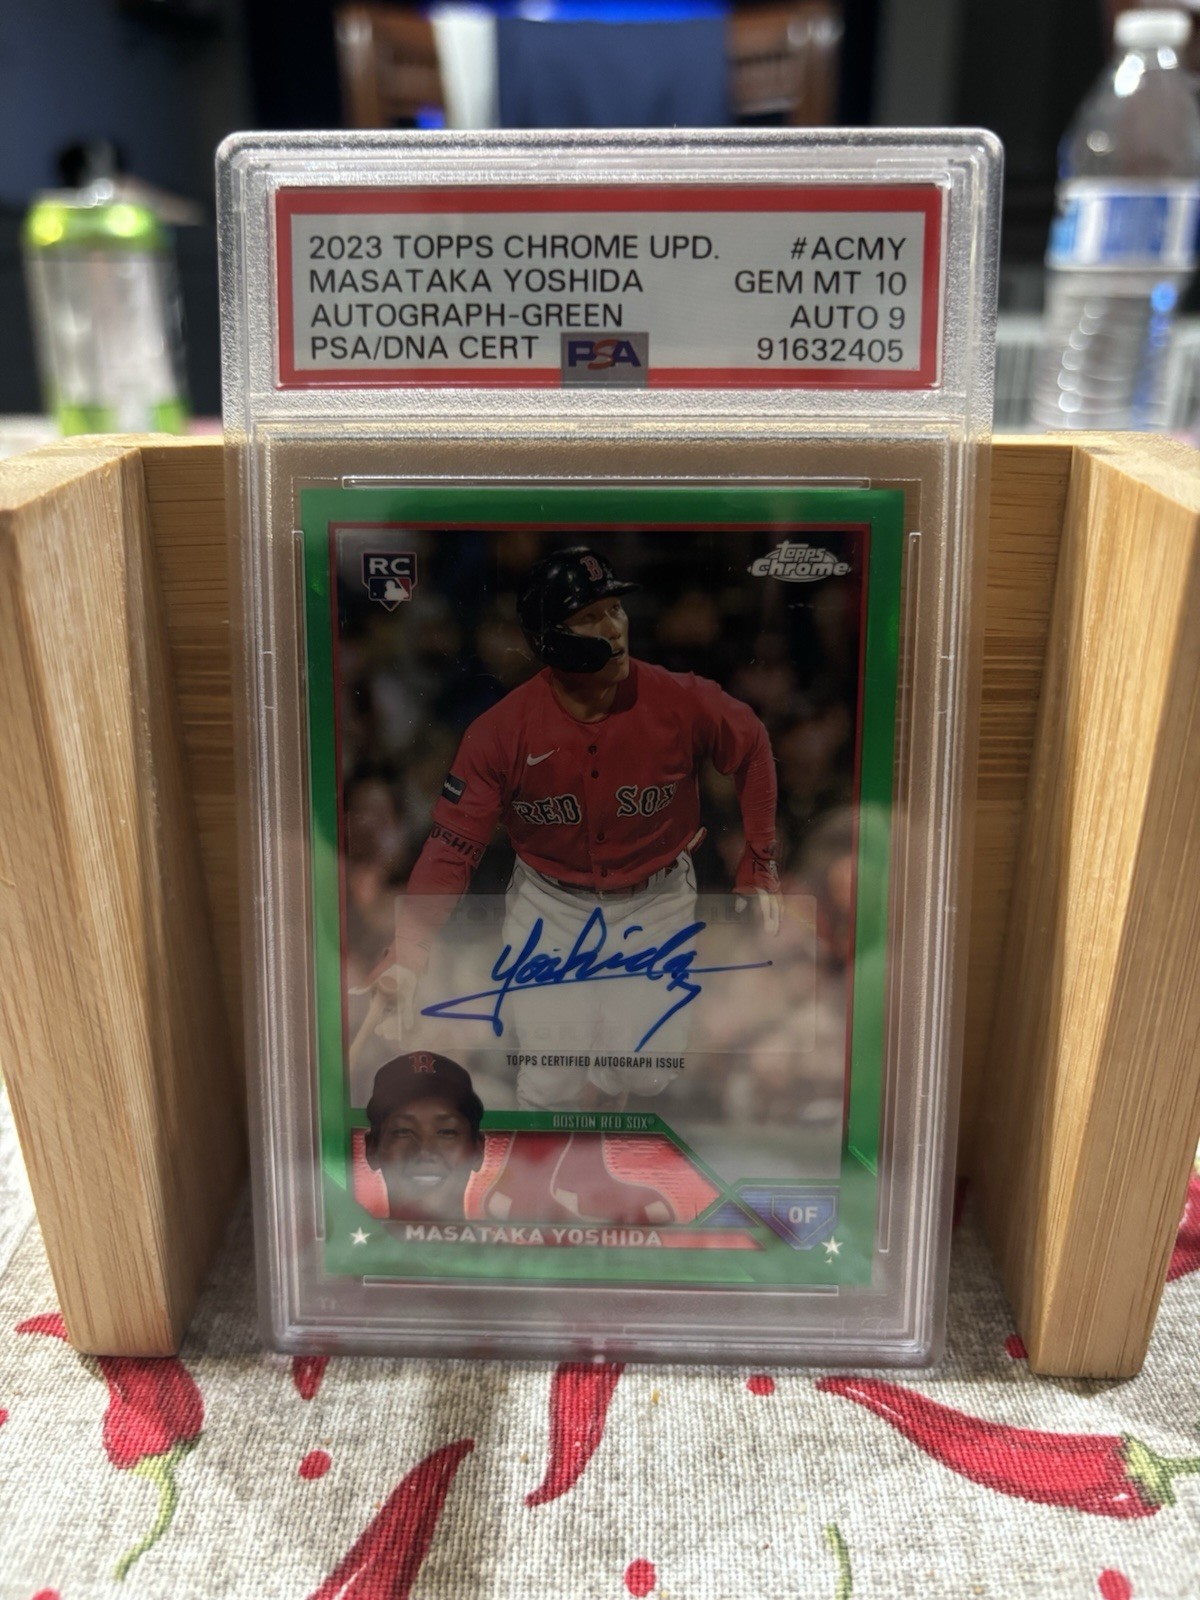 2023 TOPPS CHROME UPD. #ACMY
MASATAKA YOSHIDA GEM MT 10
AUTOGRAPH-GREEN AUTO 9
PSA/DNA CERT PSA 91632405
RC
topps
Chrome
B
RED SOX
Yoshida
TOPPS CERTIFIED AUTOGRAPH ISSUE
BOSTON RED SOX®
OF
MASATAKA YOSHIDA